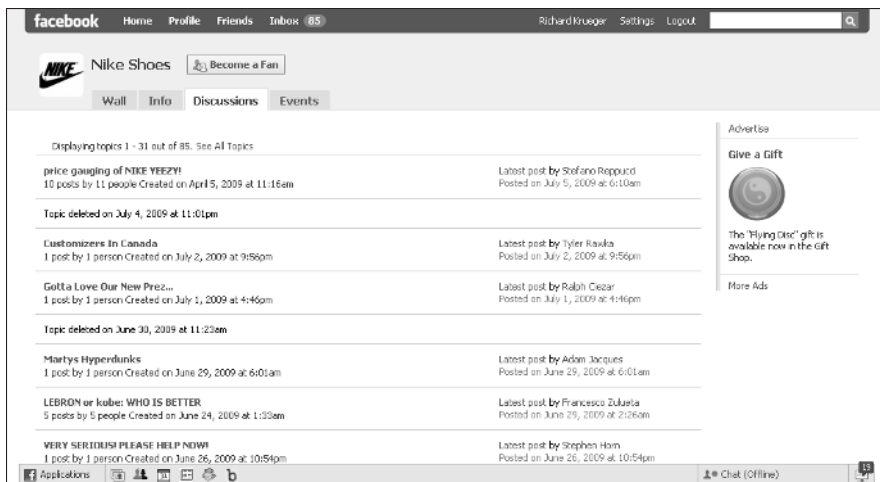 facebook Home Profile Friends Inbox 85 Richard Krueger Settings Logout
NIKE Nike Shoes Become a Fan
Wall Info Discussions Events
Displaying topics 1 - 31 out of 85. See All Topics
price gauging of NIKE YEEZY!
10 posts by 11 people Created on April 5, 2009 at 11:16am
Latest post by Stefano Reppucci
Posted on July 5, 2009 at 6:10am
Topic deleted on July 4, 2009 at 11:01pm
Customizers In Canada
1 post by 1 person Created on July 2, 2009 at 9:56pm
Latest post by Tyler Rawka
Posted on July 2, 2009 at 9:56pm
Gotta Love Our New Prez...
1 post by 1 person Created on July 1, 2009 at 4:46pm
Latest post by Ralph Ciezar
Posted on July 1, 2009 at 4:46pm
Topic deleted on June 30, 2009 at 11:23am
Martys Hyperdunks
1 post by 1 person Created on June 29, 2009 at 6:01am
Latest post by Adam Jacques
Posted on June 29, 2009 at 6:01am
LEBRON or kobe: WHO IS BETTER
5 posts by 5 people Created on June 24, 2009 at 1:33am
Latest post by Francesco Zulueta
Posted on June 29, 2009 at 2:26am
VERY SERIOUS! PLEASE HELP NOW!
1 post by 1 person Created on June 26, 2009 at 10:54pm
Latest post by Stephen Horn
Posted on June 26, 2009 at 10:54pm
Advertise
Give a Gift
The "Flying Disc" gift is
available now in the Gift
Shop.
More Ads
Applications 31 b Chat (Offline) 19